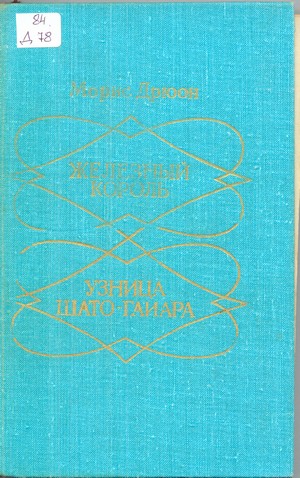 84.
Д 78
Морис Дрюон
ЖЕЛЕЗНЫЙ
КОРОЛЬ
УЗНИЦА
ШАТО-ГАЙАРА